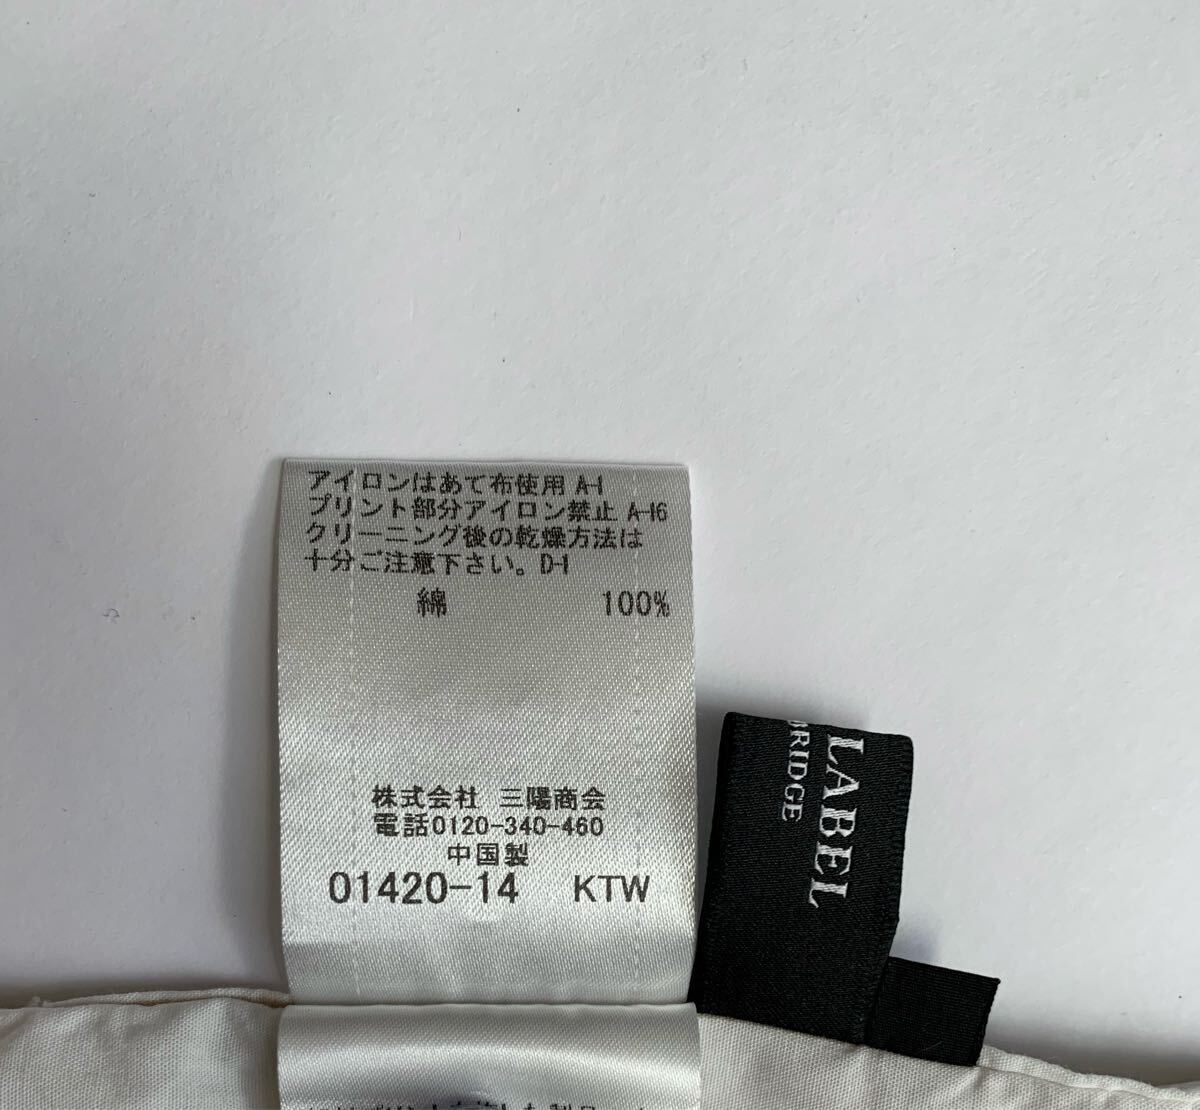 アイロンはあて布使用 A-1
プリント部分アイロン禁止 A-16
クリーニング後の乾燥方法は
十分ご注意下さい。D-1
綿 100%
株式会社 三陽商会
電話0120-340-460
中国製
01420-14 KTW
LABEL
BRIDGE